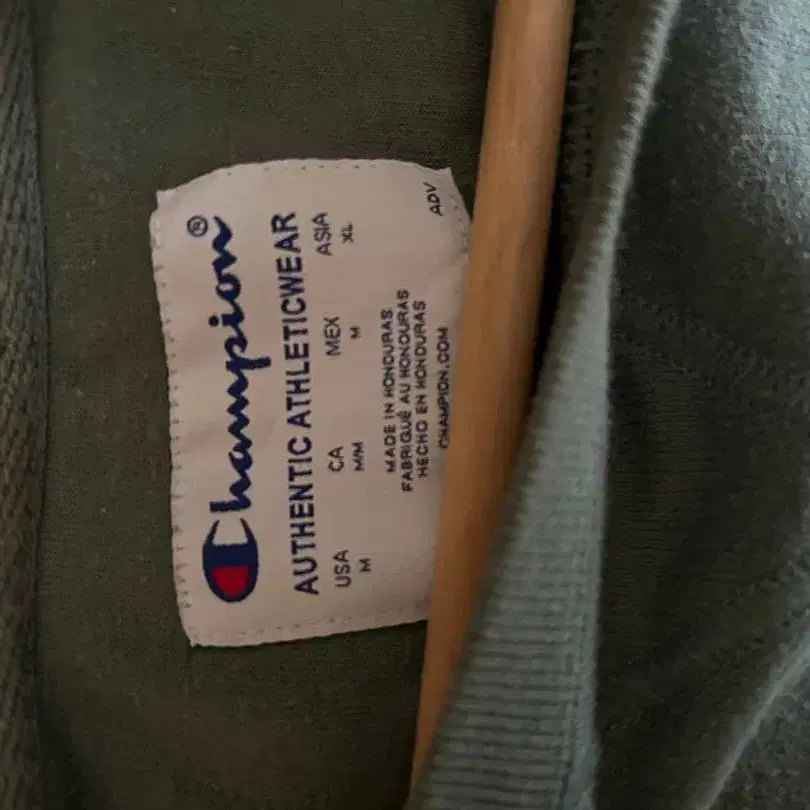 Champion®
AUTHENTIC ATHLETICWEAR
USA CA MEX ASIA
M M/M M XL
MADE IN HONDURAS
FABRIQUÉ AU HONDURAS
HECHO EN HONDURAS
CHAMPION.COM
ADV